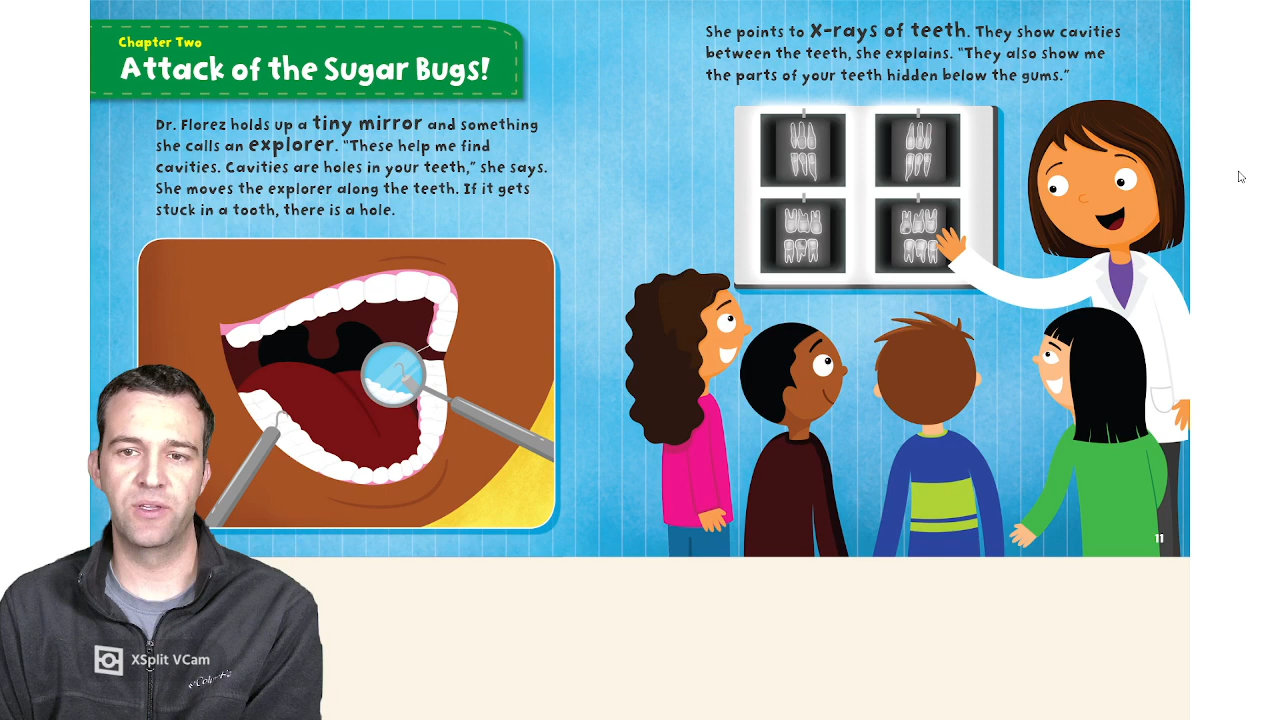 Chapter Two
Attack of the Sugar Bugs!
Dr. Florez holds up a tiny mirror and something
she calls an explorer. "These help me find
cavities. Cavities are holes in your teeth," she says.
She moves the explorer along the teeth. If it gets
stuck in a tooth, there is a hole.
She points to X-rays of teeth. They show cavities
between the teeth, she explains. "They also show me
the parts of your teeth hidden below the gums."
11
XSplit VCam
Columbia